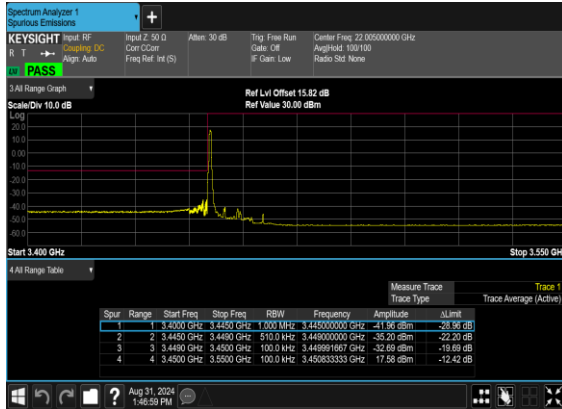 Spectrum Analyzer 1
Spurious Emissions
KEYSIGHT Input: RF Input Z: 50 Ω Atten: 30 dB Trig: Free Run Center Freq: 22.005000000 GHz
R T Coupling: DC Corr CCorr Gate: Off Avg|Hold: 100/100
Align: Auto Freq Ref: Int (S) IF Gain: Low Radio Std: None
PASS
3 All Range Graph
Ref Lvl Offset 15.82 dB
Scale/Div 10.0 dB Ref Value 30.00 dBm
Log
20.0
10.0
0.00
-10.0
-20.0
-30.0
-40.0
-50.0
-60.0
Start 3.400 GHz Stop 3.550 GH
4 All Range Table
Measure Trace Trace 1
Trace Type Trace Average (Active)
Spur Range Start Freq Stop Freq RBW Frequency Amplitude ΔLimit
1 1 3.4000 GHz 3.4450 GHz 1.000 MHz 3.445000000 GHz -41.96 dBm -28.96 dB
2 2 3.4450 GHz 3.4490 GHz 510.0 kHz 3.449000000 GHz -35.20 dBm -22.20 dB
3 3 3.4490 GHz 3.4500 GHz 100.0 kHz 3.449991667 GHz -32.69 dBm -19.69 dB
4 4 3.4500 GHz 3.5500 GHz 100.0 kHz 3.450833333 GHz 17.58 dBm -12.42 dB
Aug 31, 2024
1:46:59 PM